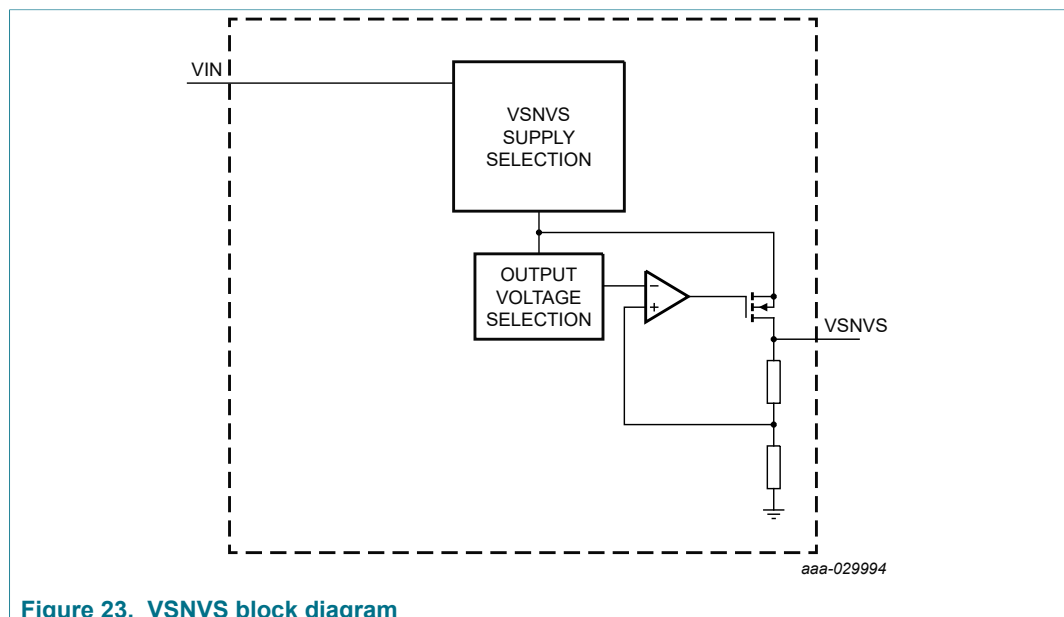 VIN
VSNVS
SUPPLY
SELECTION
OUTPUT
VOLTAGE
SELECTION
−
+
VSNVS
aaa-029994
Figure 23. VSNVS block diagram